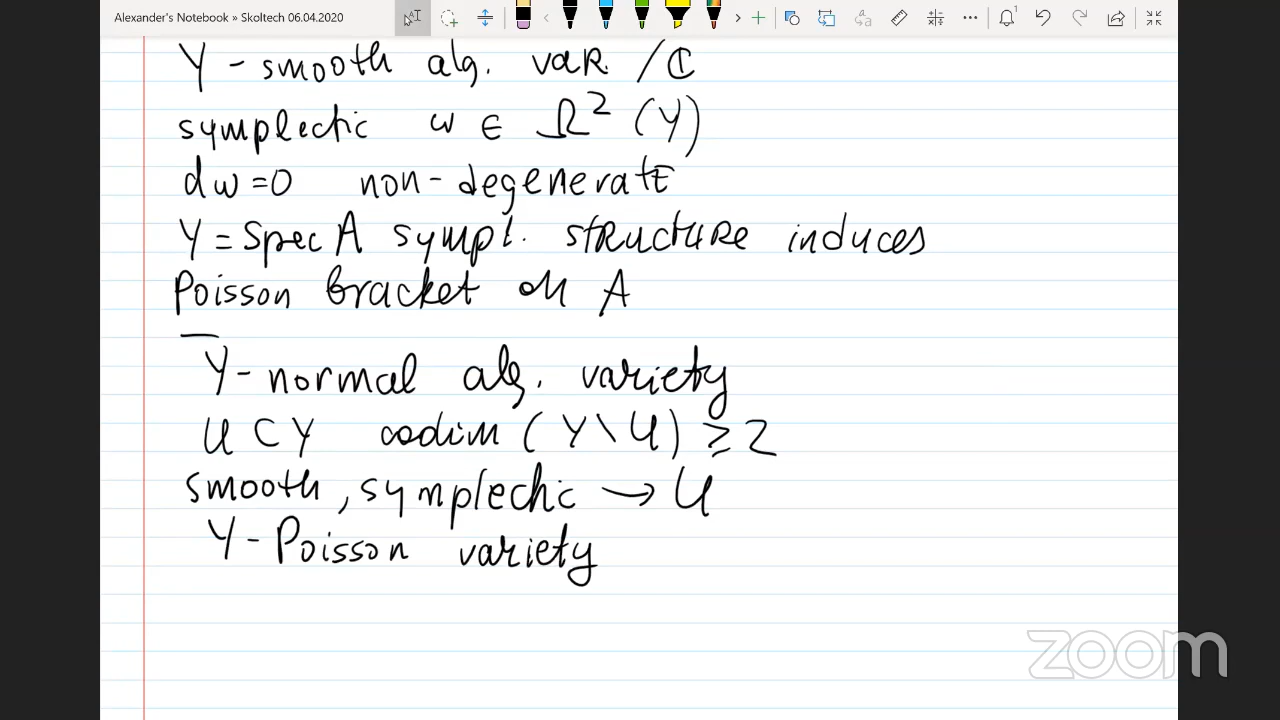 Alexander's Notebook » Skoltech 06.04.2020
Y - smooth alg. var. / ℂ
symplectic ω ∈ Ω² (Y)
dω = 0 non-degenerate
Y = Spec A sympl. structure induces
Poisson bracket on A
Y - normal alg. variety
U ⊂ Y codim ( Y \ U ) ≥ 2
smooth, symplectic → U
Y - Poisson variety
zoom